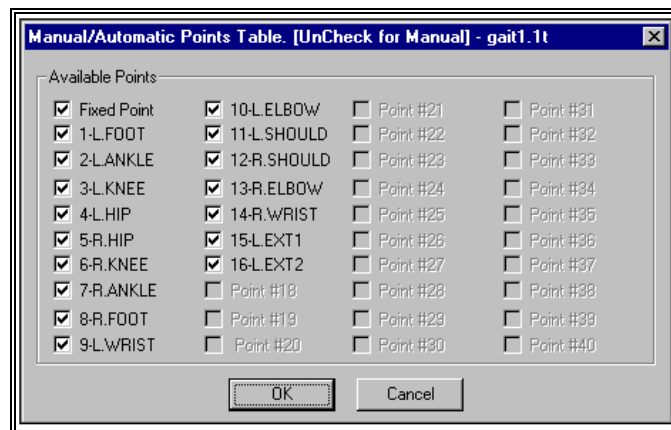 Manual/Automatic Points Table. [UnCheck for Manual] - gait1.1t
Available Points
Fixed Point
1-L.FOOT
2-L.ANKLE
3-L.KNEE
4-L.HIP
5-R.HIP
6-R.KNEE
7-R.ANKLE
8-R.FOOT
9-L.WRIST
10-L.ELBOW
11-L.SHOULD
12-R.SHOULD
13-R.ELBOW
14-R.WRIST
15-L.EXT1
16-L.EXT2
Point #18
Point #19
Point #20
Point #21
Point #22
Point #23
Point #24
Point #25
Point #26
Point #27
Point #28
Point #29
Point #30
Point #31
Point #32
Point #33
Point #34
Point #35
Point #36
Point #37
Point #38
Point #39
Point #40
OK
Cancel